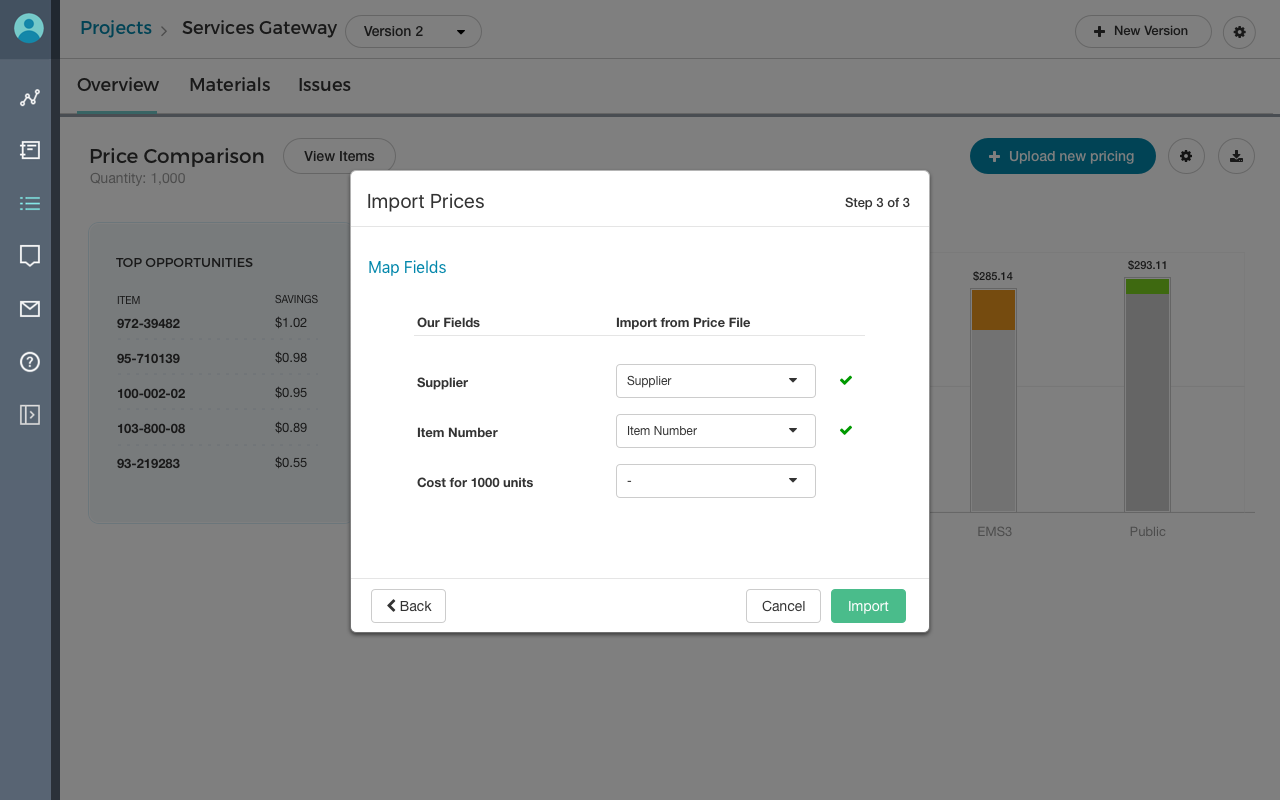 Projects > Services Gateway Version 2 + New Version
Overview Materials Issues
Price Comparison View Items + Upload new pricing
Quantity: 1,000
Import Prices Step 3 of 3
Map Fields
Our Fields Import from Price File
Supplier Supplier
Item Number Item Number
Cost for 1000 units -
Back Cancel Import
TOP OPPORTUNITIES
ITEM SAVINGS
972-39482 $1.02
95-710139 $0.98
100-002-02 $0.95
103-800-08 $0.89
93-219283 $0.55
$285.14 $293.11
EMS3 Public